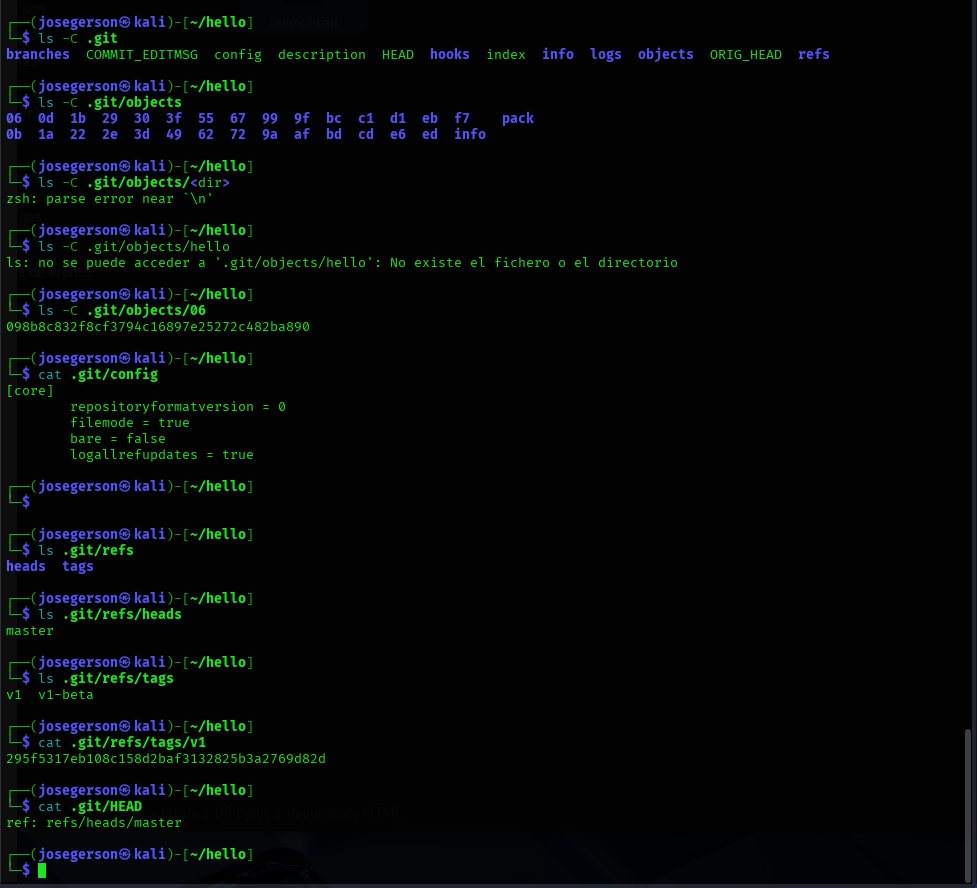 index.html
┌──(josegerson㉿kali)-[~/hello]
└─$ ls -C .git
branches  COMMIT_EDITMSG  config  description  HEAD  hooks  index  info  logs  objects  ORIG_HEAD  refs
┌──(josegerson㉿kali)-[~/hello]
└─$ ls -C .git/objects
06  0d  1b  29  30  3f  55  67  99  9f  bc  c1  d1  eb  f7    pack
0b  1a  22  2e  3d  49  62  72  9a  af  bd  cd  e6  ed  info
┌──(josegerson㉿kali)-[~/hello]
└─$ ls -C .git/objects/<dir>
zsh: parse error near `\n'
┌──(josegerson㉿kali)-[~/hello]
└─$ ls -C .git/objects/hello
ls: no se puede acceder a '.git/objects/hello': No existe el fichero o el directorio
┌──(josegerson㉿kali)-[~/hello]
└─$ ls -C .git/objects/06
098b8c832f8cf3794c16897e25272c482ba890
┌──(josegerson㉿kali)-[~/hello]
└─$ cat .git/config
[core]
        repositoryformatversion = 0
        filemode = true
        bare = false
        logallrefupdates = true
┌──(josegerson㉿kali)-[~/hello]
└─$
┌──(josegerson㉿kali)-[~/hello]
└─$ ls .git/refs
heads  tags
┌──(josegerson㉿kali)-[~/hello]
└─$ ls .git/refs/heads
master
┌──(josegerson㉿kali)-[~/hello]
└─$ ls .git/refs/tags
v1  v1-beta
┌──(josegerson㉿kali)-[~/hello]
└─$ cat .git/refs/tags/v1
295f5317eb108c158d2baf3132825b3a2769d82d
┌──(josegerson㉿kali)-[~/hello]
└─$ cat .git/HEAD
ref: refs/heads/master
┌──(josegerson㉿kali)-[~/hello]
└─$